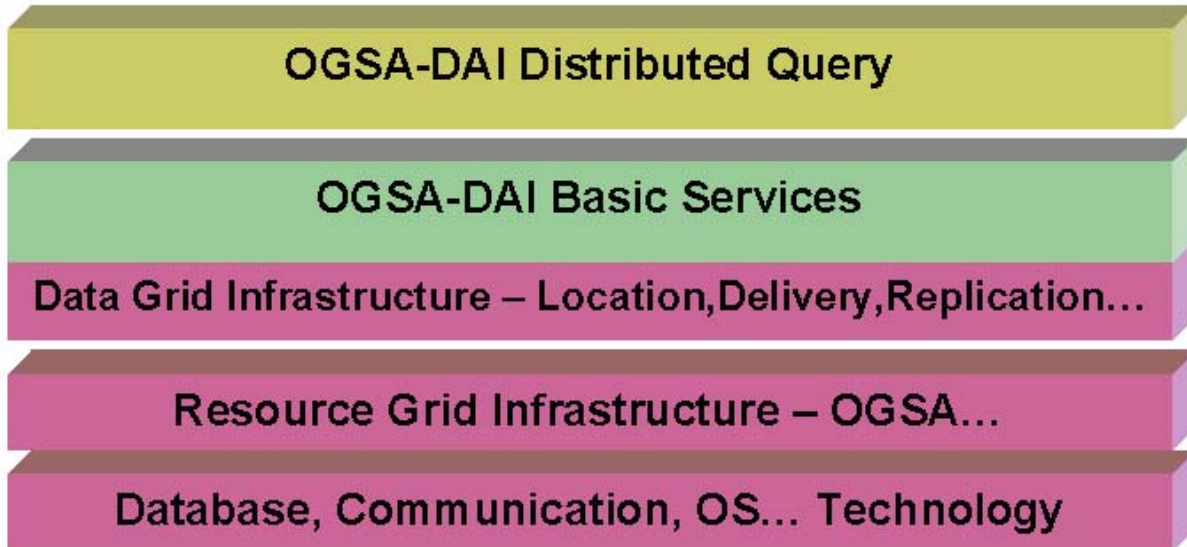 OGSA-DAI Distributed Query
OGSA-DAI Basic Services
Data Grid Infrastructure – Location,Delivery,Replication…
Resource Grid Infrastructure – OGSA…
Database, Communication, OS… Technology